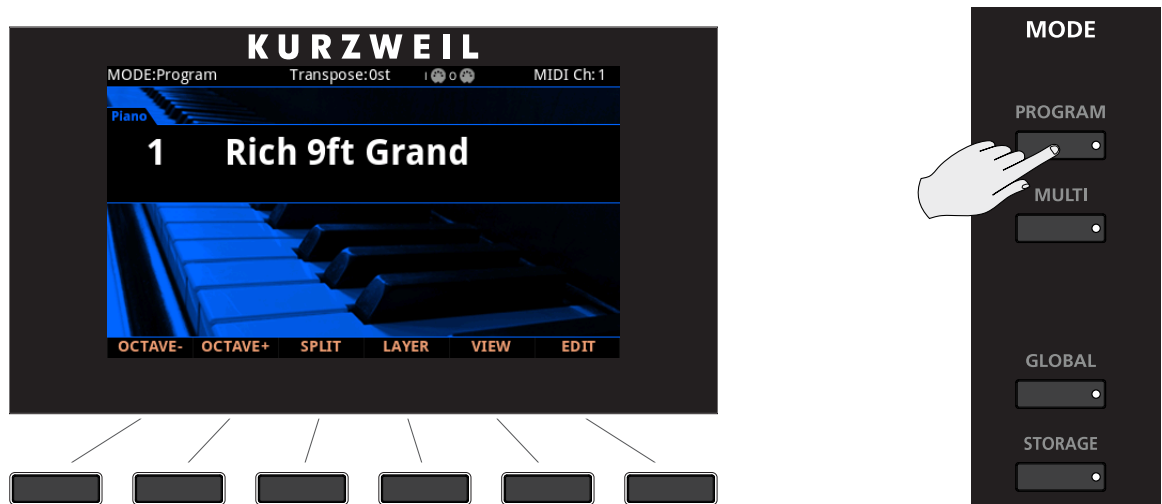 KURZWEIL
MODE:Program Transpose:0st I O MIDI Ch:1
Piano
1 Rich 9ft Grand
OCTAVE- OCTAVE+ SPLIT LAYER VIEW EDIT
MODE
PROGRAM
MULTI
GLOBAL
STORAGE